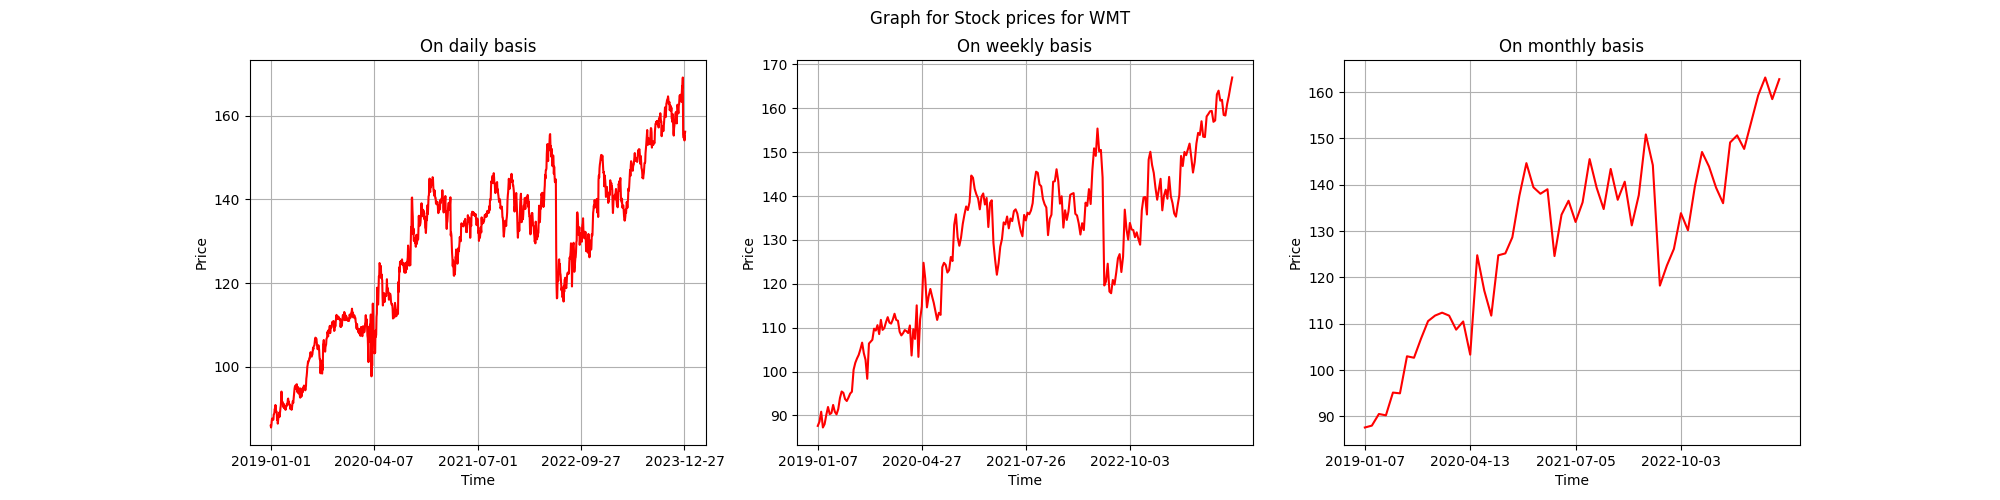 Graph for Stock prices for WMT
On daily basis
160
140
120
100
Price
2019-01-01 2020-04-07 2021-07-01 2022-09-27 2023-12-27
Time
On weekly basis
170
160
150
140
130
120
110
100
90
Price
2019-01-07 2020-04-27 2021-07-26 2022-10-03
Time
On monthly basis
160
150
140
130
120
110
100
90
Price
2019-01-07 2020-04-13 2021-07-05 2022-10-03
Time